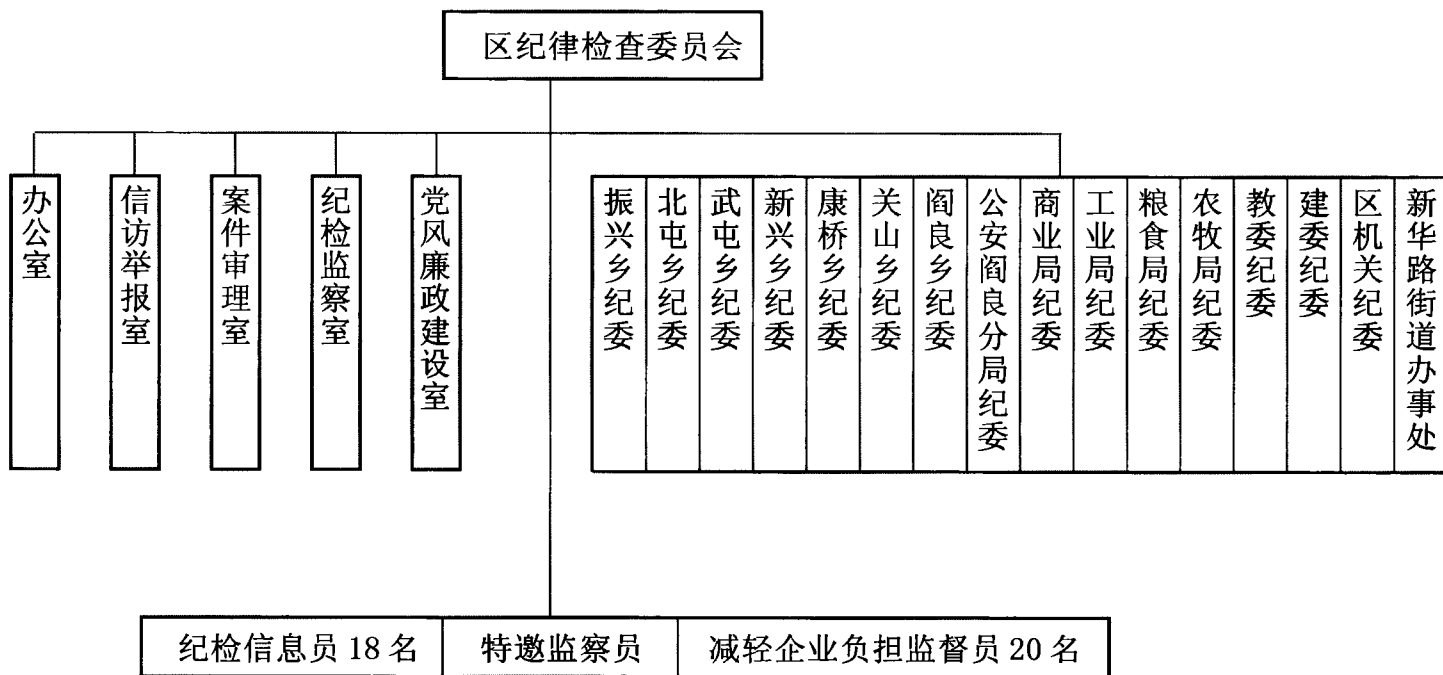 区纪律检查委员会
办公室
信访举报室
案件审理室
纪检监察室
党风廉政建设室
振兴乡纪委
北屯乡纪委
武屯乡纪委
新兴乡纪委
康桥乡纪委
关山乡纪委
阎良乡纪委
公安阎良分局纪委
商业局纪委
工业局纪委
粮食局纪委
农牧局纪委
教委纪委
建委纪委
区机关纪委
新华路街道办事处
纪检信息员 18 名
特邀监察员
减轻企业负担监督员 20 名